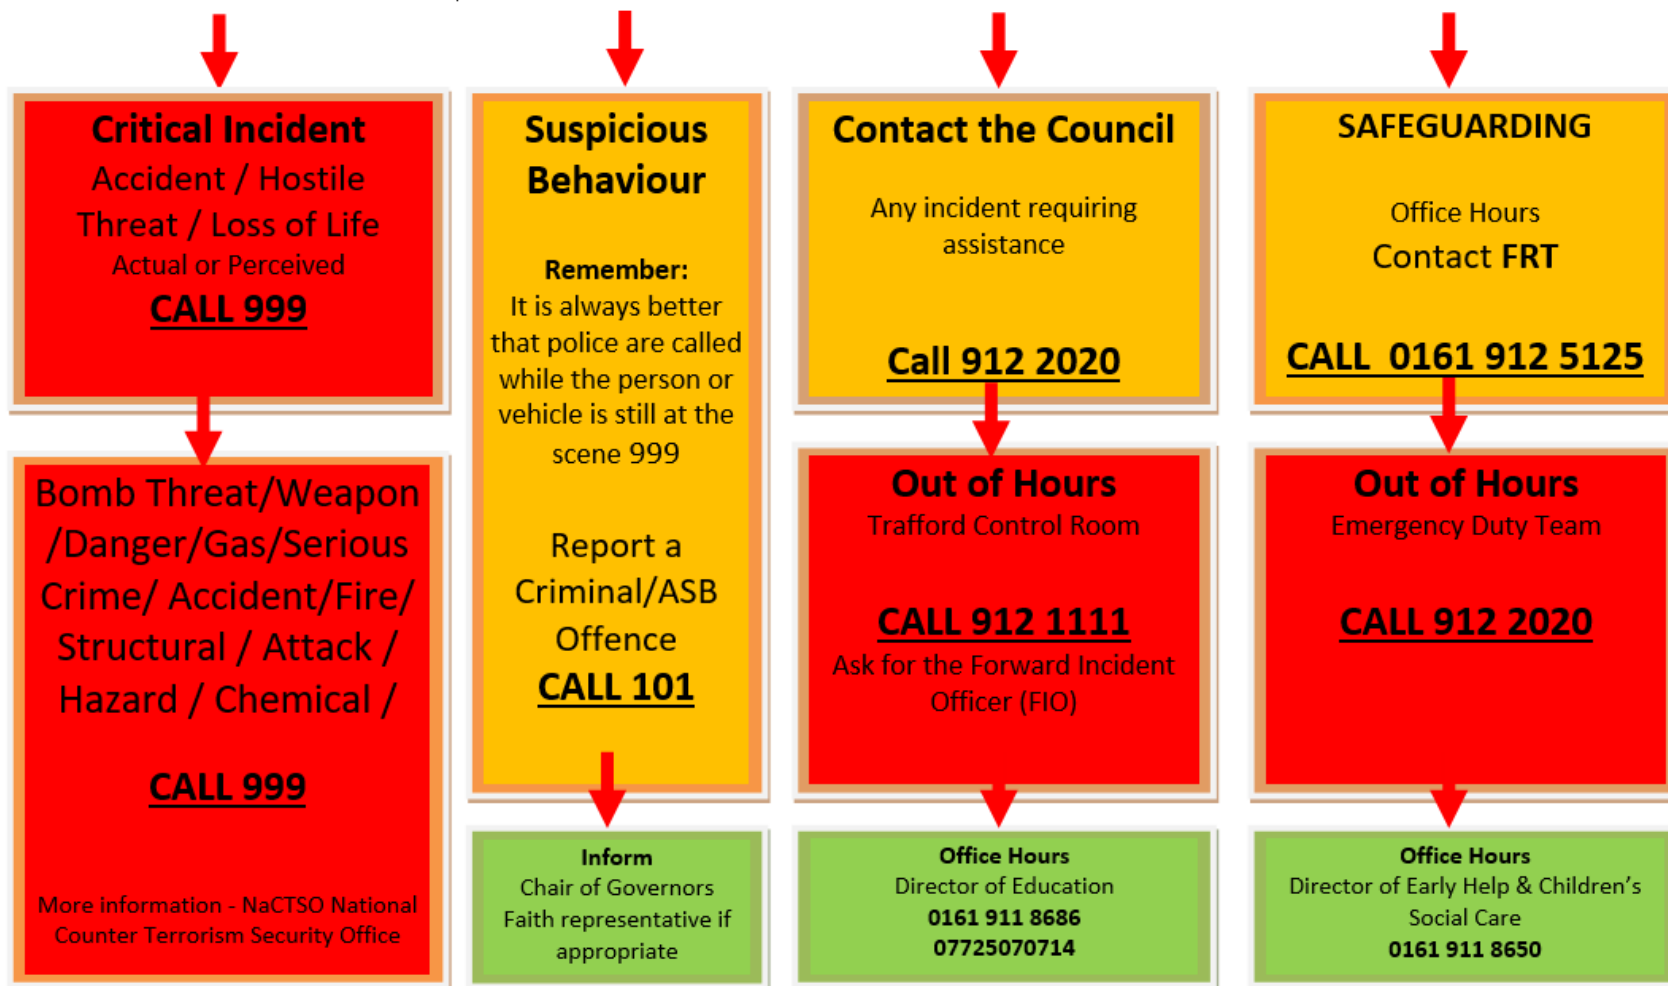 Critical Incident
Accident / Hostile
Threat / Loss of Life
Actual or Perceived
CALL 999
Bomb Threat/Weapon
/Danger/Gas/Serious
Crime/ Accident/Fire/
Structural / Attack /
Hazard / Chemical /
CALL 999
More information - NaCTSO National
Counter Terrorism Security Office
Suspicious
Behaviour
Remember:
It is always better
that police are called
while the person or
vehicle is still at the
scene 999
Report a
Criminal/ASB
Offence
CALL 101
Inform
Chair of Governors
Faith representative if
appropriate
Contact the Council
Any incident requiring
assistance
Call 912 2020
Out of Hours
Trafford Control Room
CALL 912 1111
Ask for the Forward Incident
Officer (FIO)
Office Hours
Director of Education
0161 911 8686
07725070714
SAFEGUARDING
Office Hours
Contact FRT
CALL  0161 912 5125
Out of Hours
Emergency Duty Team
CALL 912 2020
Office Hours
Director of Early Help & Children's
Social Care
0161 911 8650